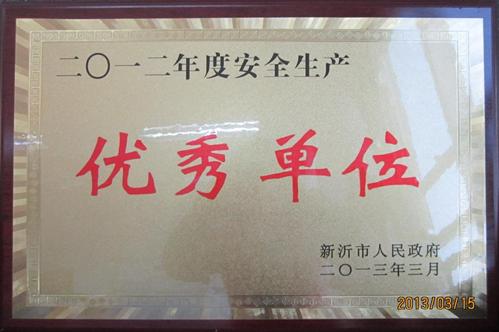 二〇一二年度安全生产
优秀单位
新沂市人民政府
二〇一三年三月
2013/03/15